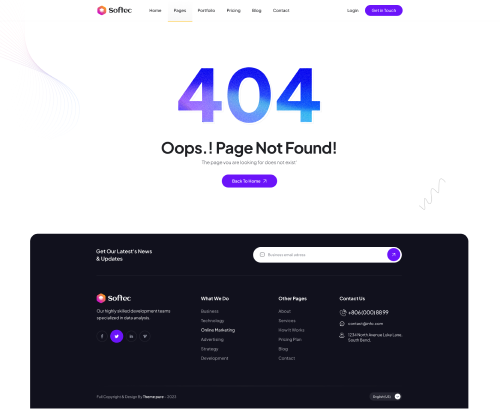 Softec
Home Pages Portfolio Pricing Blog Contact
Login Get in Touch
404
Oops.! Page Not Found!
The page you are looking for does not exist!
Back To Home
Get Our Latest's News
& Updates
Business email adress
Softec
Our highly skilled development teams
specialized in data analysis.
What We Do
Business
Technology
Online Marketing
Advertising
Strategy
Development
Other Pages
About
Services
How It Works
Pricing Plan
Blog
Contact
Contact Us
+806(000)8899
contact@info.com
1234 North Avenue Luke Lane,
South Bend,
Full Copyright & Design By Theme pure – 2023
English (US)